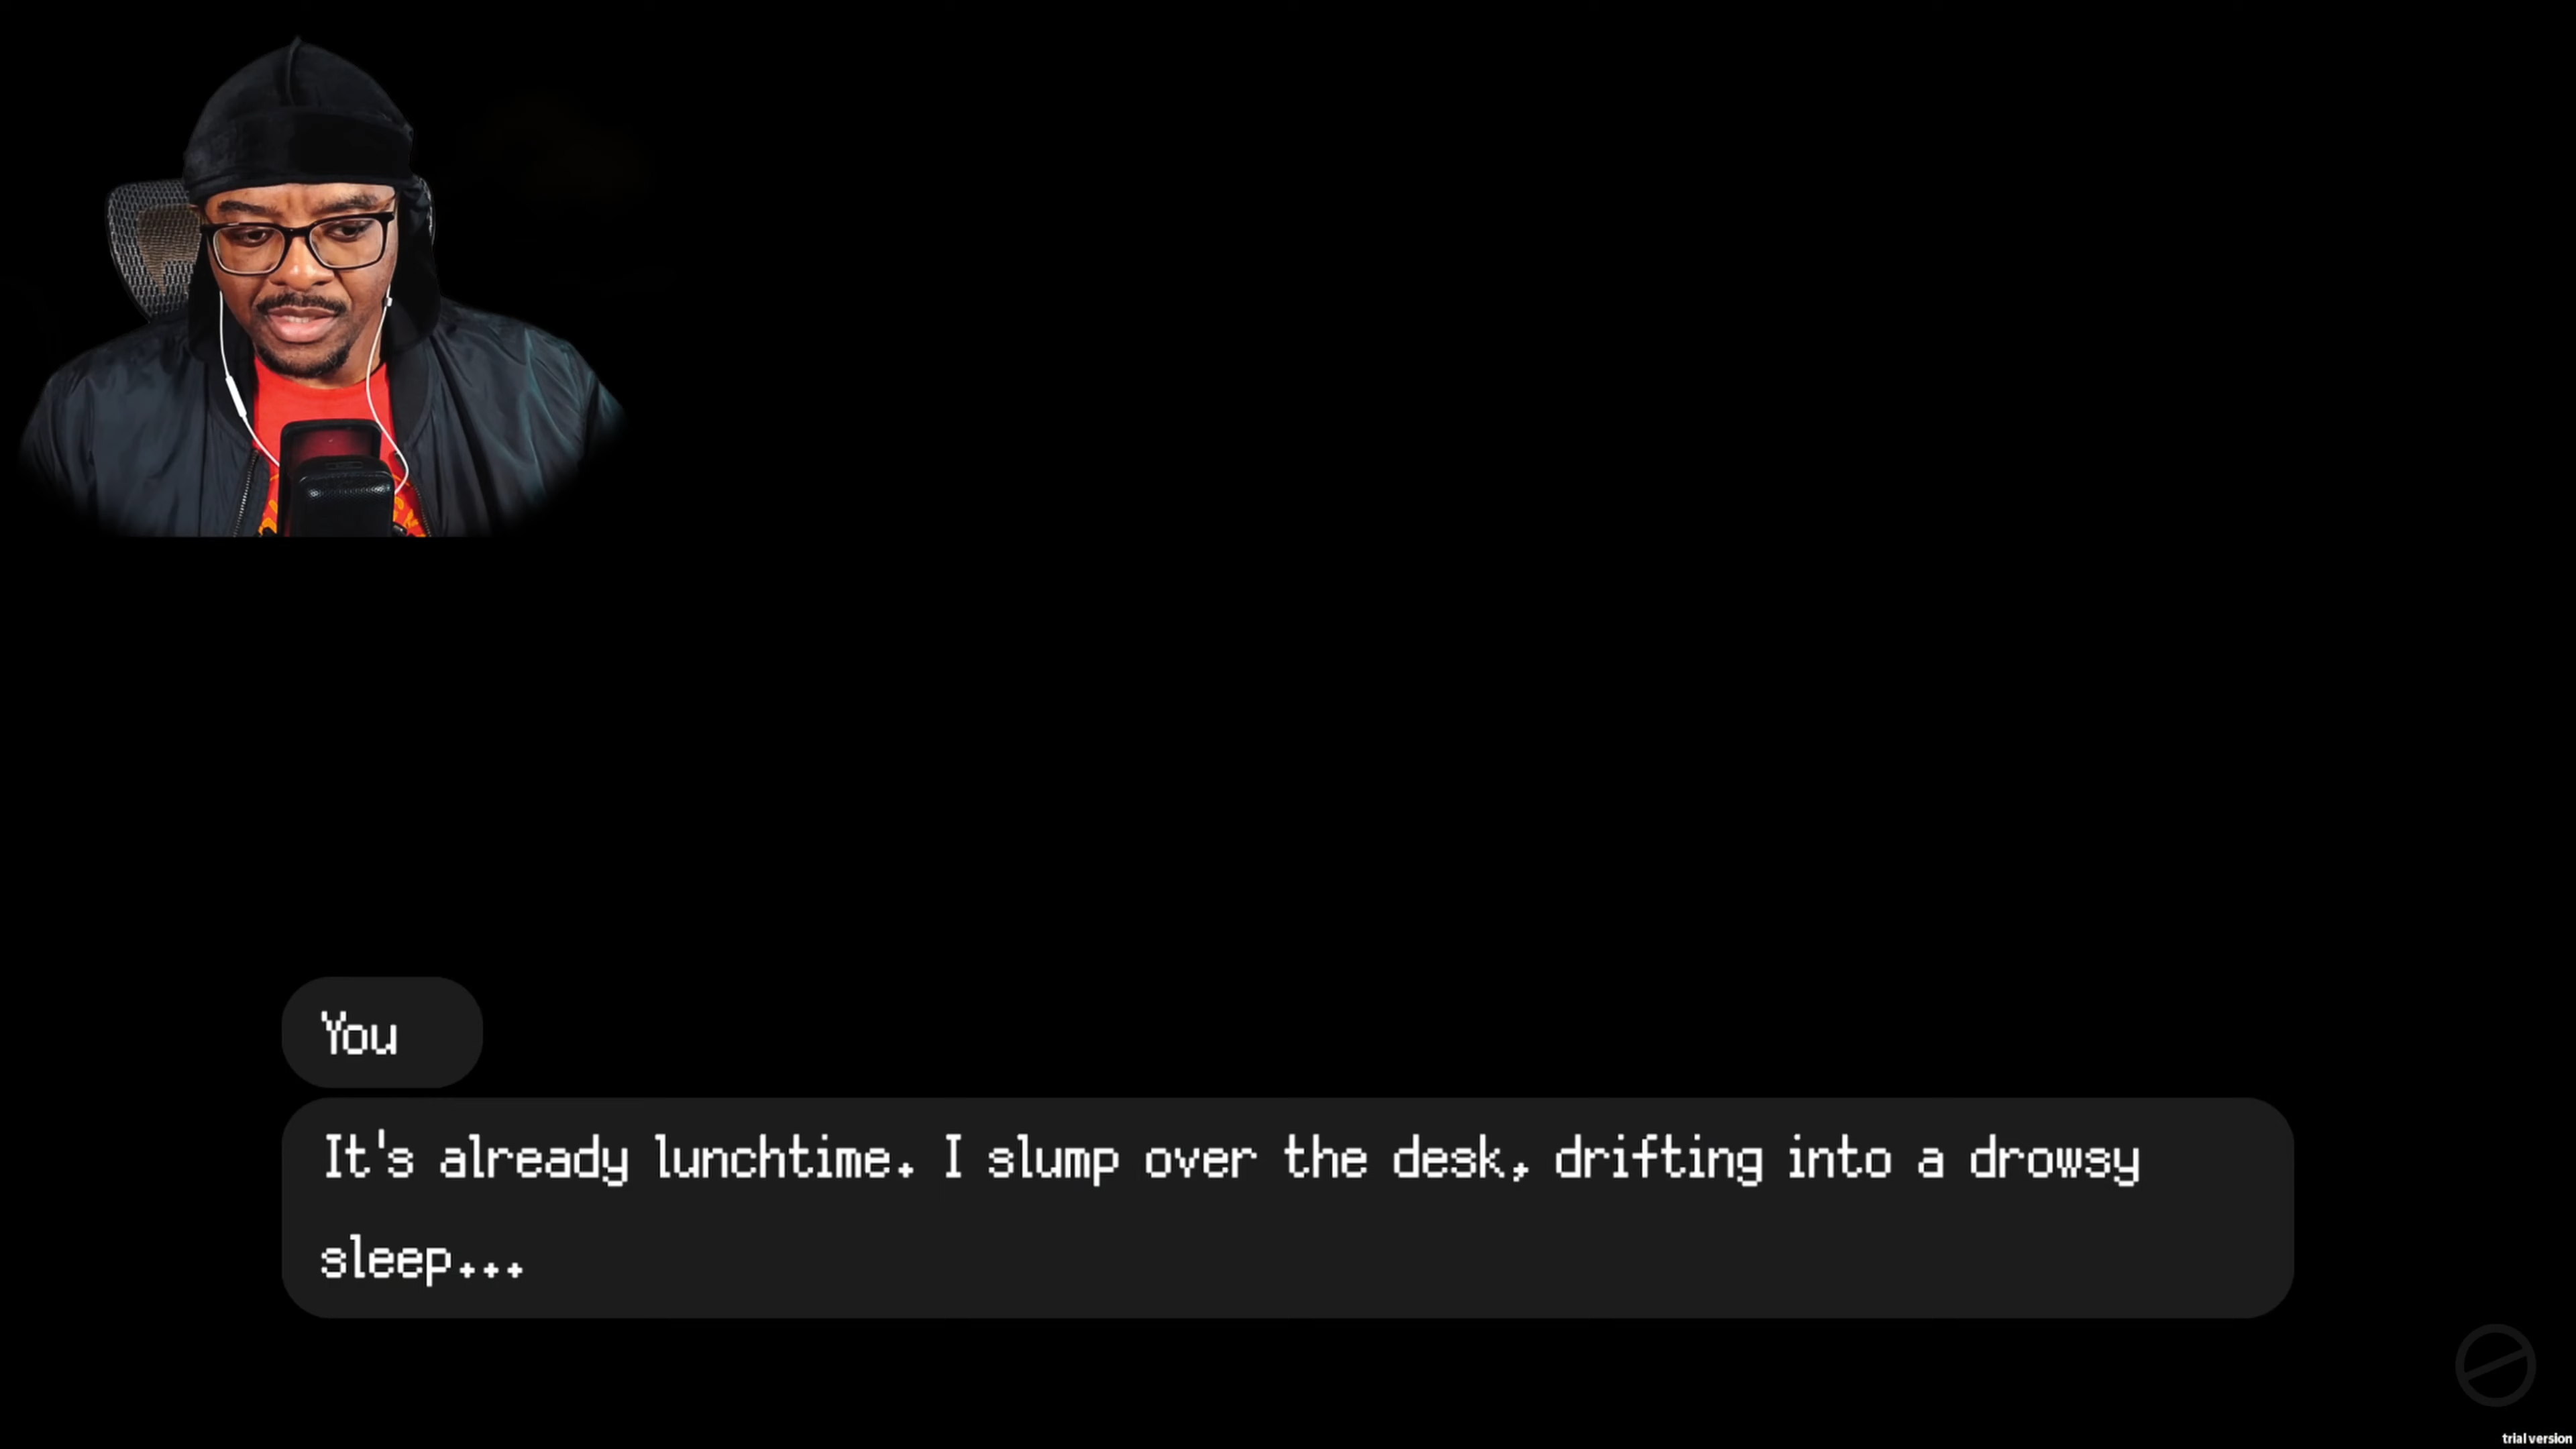 You
It's already lunchtime. I slump over the desk, drifting into a drowsy
sleep...
trial version